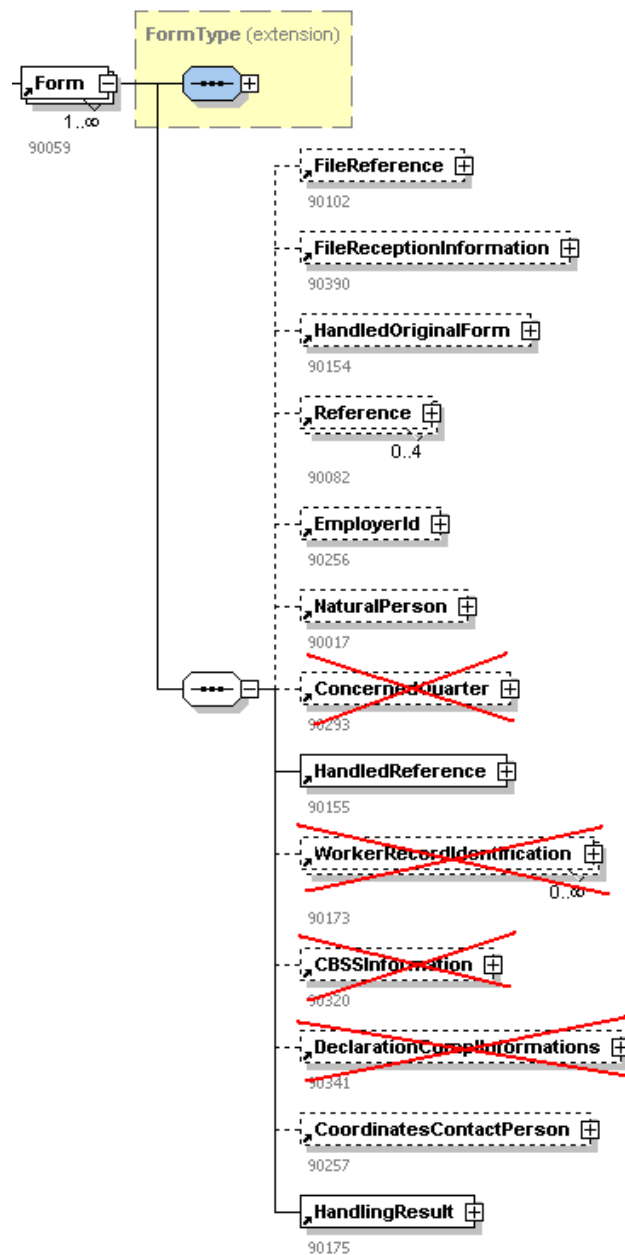 FormType (extension)
Form
1..∞
90059
FileReference
90102
FileReceptionInformation
90390
HandledOriginalForm
90154
Reference
0..4
90082
EmployerId
90256
NaturalPerson
90017
ConcernedQuarter
90293
HandledReference
90155
WorkerRecordIdentification
0..∞
90173
CBSSInformation
90320
DeclarationComplInformations
90341
CoordinatesContactPerson
90257
HandlingResult
90175